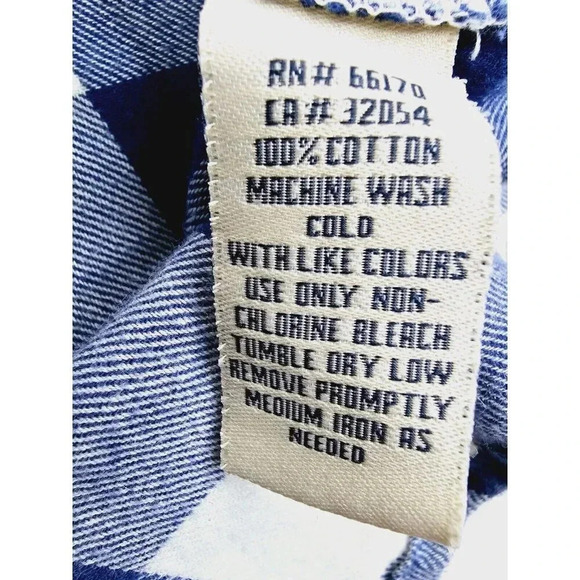 RN# 66170
CA# 32054
100% COTTON
MACHINE WASH
COLD
WITH LIKE COLORS
USE ONLY NON-
CHLORINE BLEACH
TUMBLE DRY LOW
REMOVE PROMPTLY
MEDIUM IRON AS
NEEDED